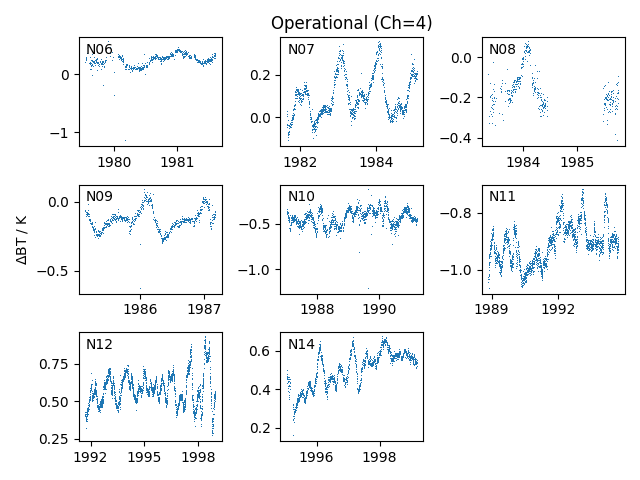 Operational (Ch=4)
N06
0
−1
1980 1981
N07
0.2
0.0
1982 1984
N08
0.0
−0.2
−0.4
1984 1985
ΔBT / K
N09
0.0
−0.5
1986 1987
N10
−0.5
−1.0
1988 1990
N11
−0.8
−1.0
1989 1992
N12
0.75
0.50
0.25
1992 1995 1998
N14
0.6
0.4
0.2
1996 1998